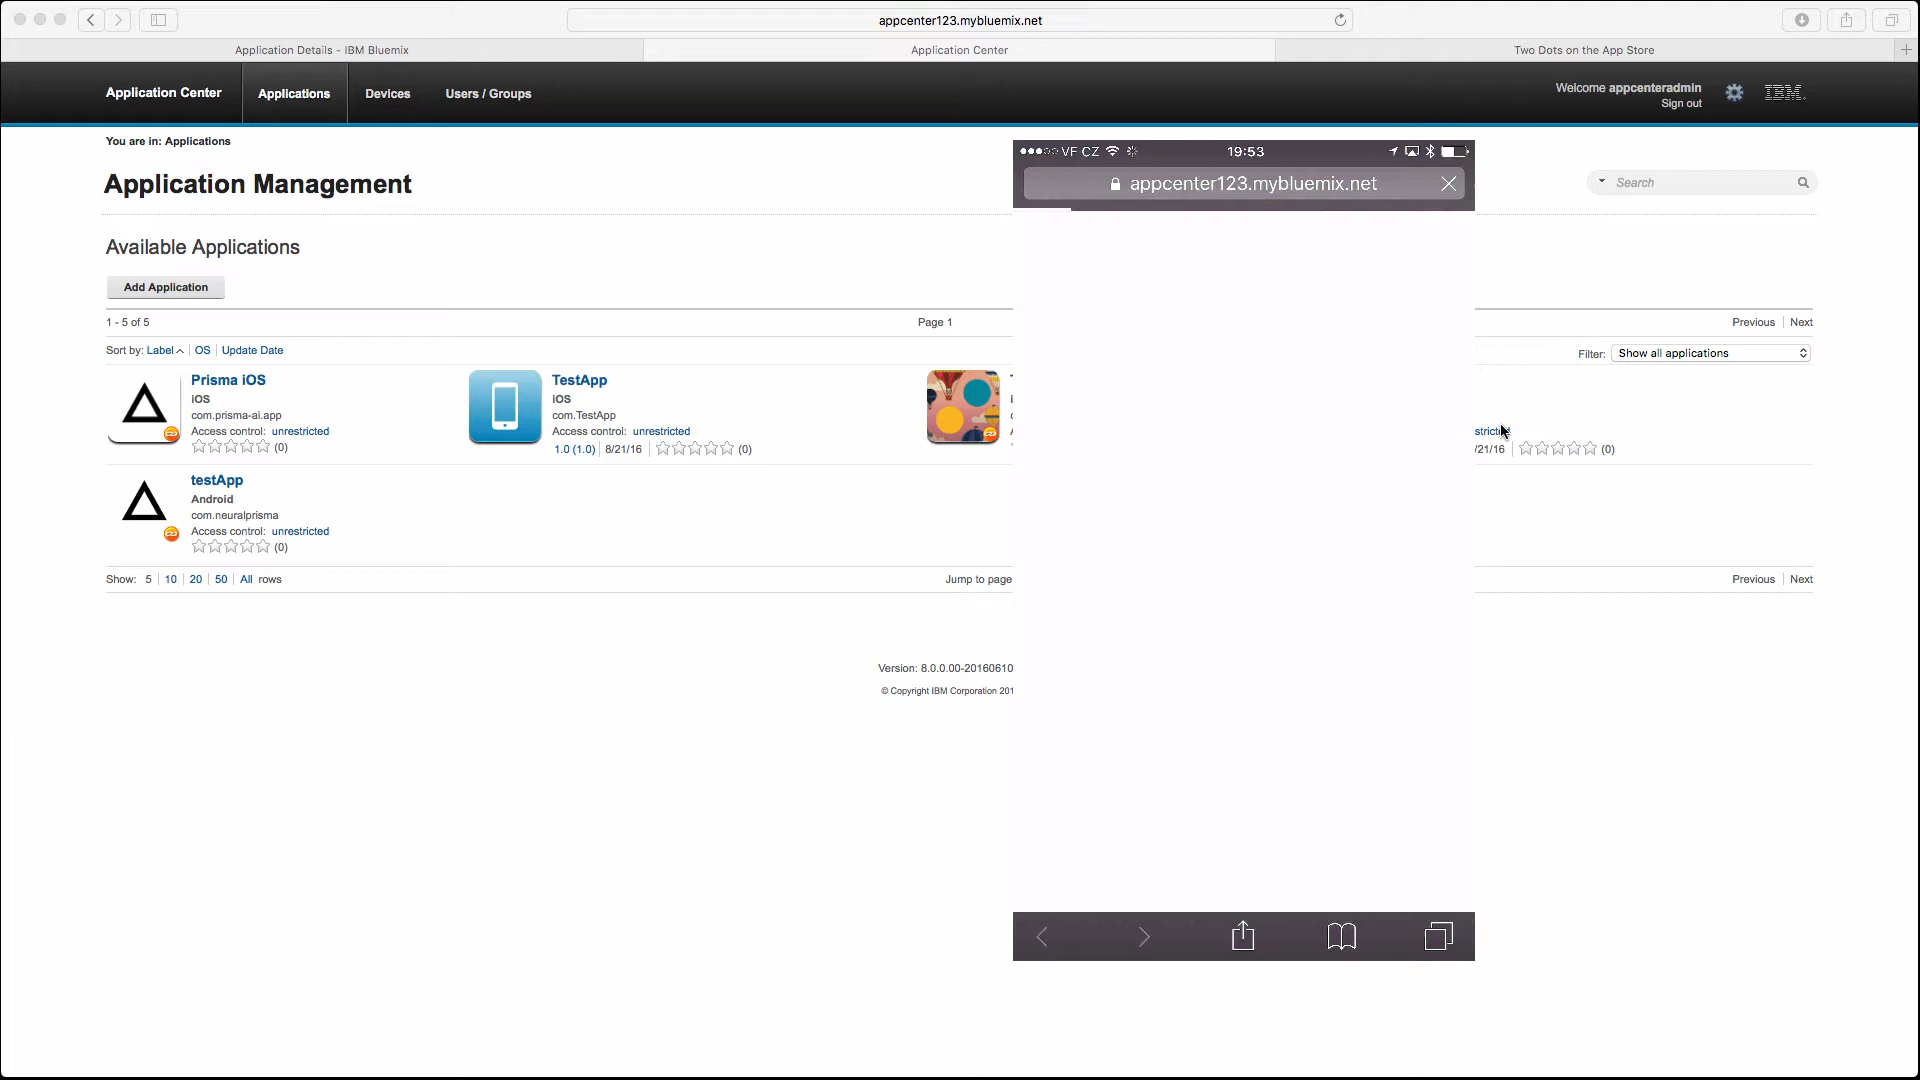 appcenter123.mybluemix.net
Application Details - IBM Bluemix
Application Center
Two Dots on the App Store
Application Center
Applications
Devices
Users / Groups
Welcome appcenteradmin
Sign out
IBM
You are in: Applications
Application Management
Search
VF CZ
19:53
appcenter123.mybluemix.net
Available Applications
Add Application
1 - 5 of 5
Page 1
Previous
Next
Sort by: Label
OS
Update Date
Filter:
Show all applications
Prisma iOS
iOS
com.prisma-ai.app
Access control: unrestricted
(0)
TestApp
iOS
com.TestApp
Access control: unrestricted
1.0 (1.0) 8/21/16 (0)
/21/16 (0)
testApp
Android
com.neuralprisma
Access control: unrestricted
(0)
Show: 5 10 20 50 All rows
Jump to page
Previous
Next
Version: 8.0.0.00-20160610
© Copyright IBM Corporation 201